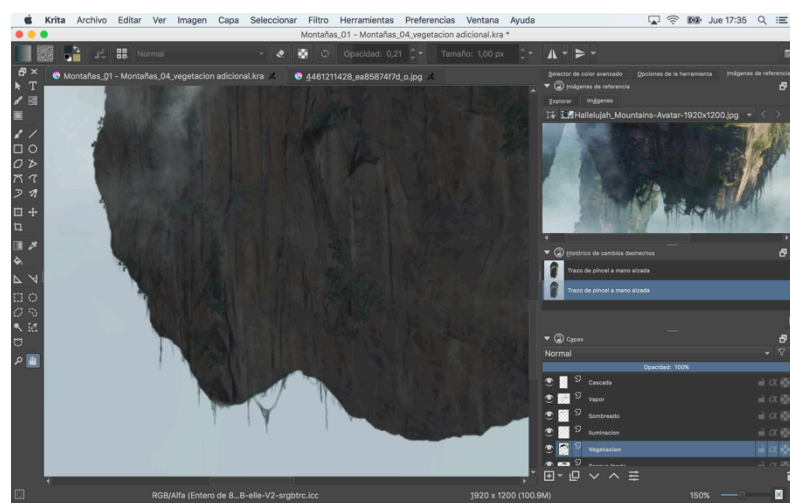 Krita Archivo Editar Ver Imagen Capa Seleccionar Filtro Herramientas Preferencias Ventana Ayuda Jue 17:35
Montañas_01 - Montañas_04_vegetacion adicional.kra *
Normal Opacidad: 0,21 Tamaño: 1,00 px
Montañas_01 - Montañas_04_vegetacion adicional.kra 4461211428_ea85874f7d_o.jpg
Selector de color avanzado Opciones de la herramienta Imágenes de referencia
Imágenes de referencia
Explorar Imágenes
Hallelujah_Mountains-Avatar-1920x1200.jpg
Histórico de cambios deshechos
Trazo de pincel a mano alzada
Trazo de pincel a mano alzada
Capas
Normal
Opacidad: 100%
Cascada
Vapor
Sombreado
Iluminacion
Vegetacion
RGB/Alfa (Entero de 8...B-elle-V2-srgbtrc.icc 1920 x 1200 (100.9M) 150%